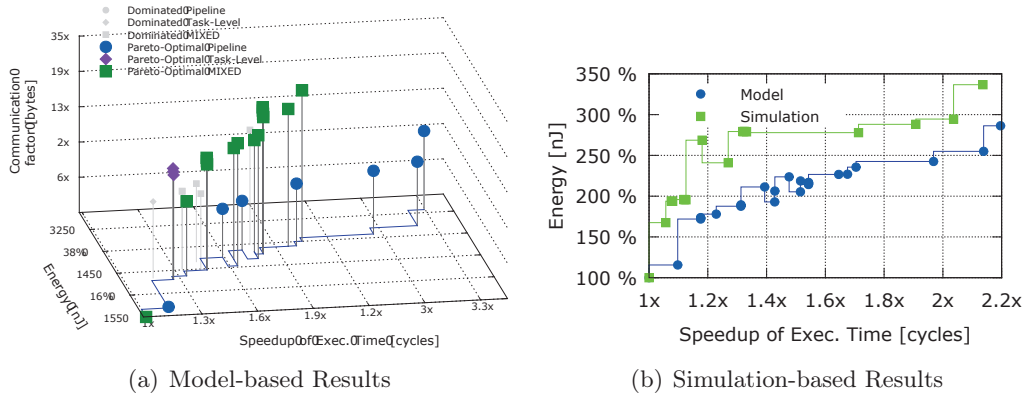 Dominated0Pipeline
Dominated0Task-Level
Dominated0MIXED
Pareto-Optimal0Pipeline
Pareto-Optimal0Task-Level
Pareto-Optimal0MIXED
35x
19x
13x
2x
6x
Communication0
factor0[bytes]
3250
38%0
1450
16%0
1550
Energy0[nJ]
1x
1.3x
1.6x
1.9x
2.2x
3x
3.3x
Speedup0of0Exec.0Time0[cycles]
(a) Model-based Results
350 %
300 %
250 %
200 %
150 %
100 %
Energy [nJ]
Model
Simulation
1x
1.2x
1.4x
1.6x
1.8x
2x
2.2x
Speedup of Exec. Time [cycles]
(b) Simulation-based Results